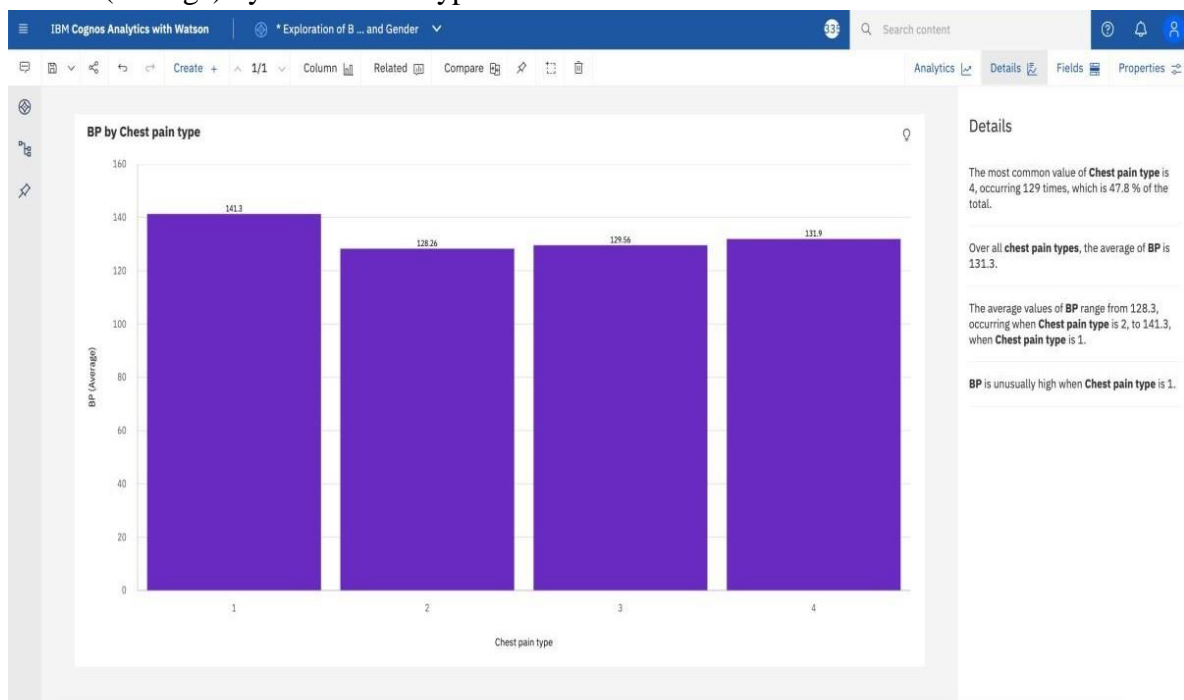 IBM Cognos Analytics with Watson
* Exploration of B ... and Gender
Search content
Create +
1/1
Column
Related
Compare
Analytics
Details
Fields
Properties
BP by Chest pain type
160
140
120
100
80
60
40
20
0
BP (Average)
141.3
128.26
129.56
131.9
1
2
3
4
Chest pain type
Details
The most common value of Chest pain type is
4, occurring 129 times, which is 47.8 % of the
total.
Over all chest pain types, the average of BP is
131.3.
The average values of BP range from 128.3,
occurring when Chest pain type is 2, to 141.3,
when Chest pain type is 1.
BP is unusually high when Chest pain type is 1.